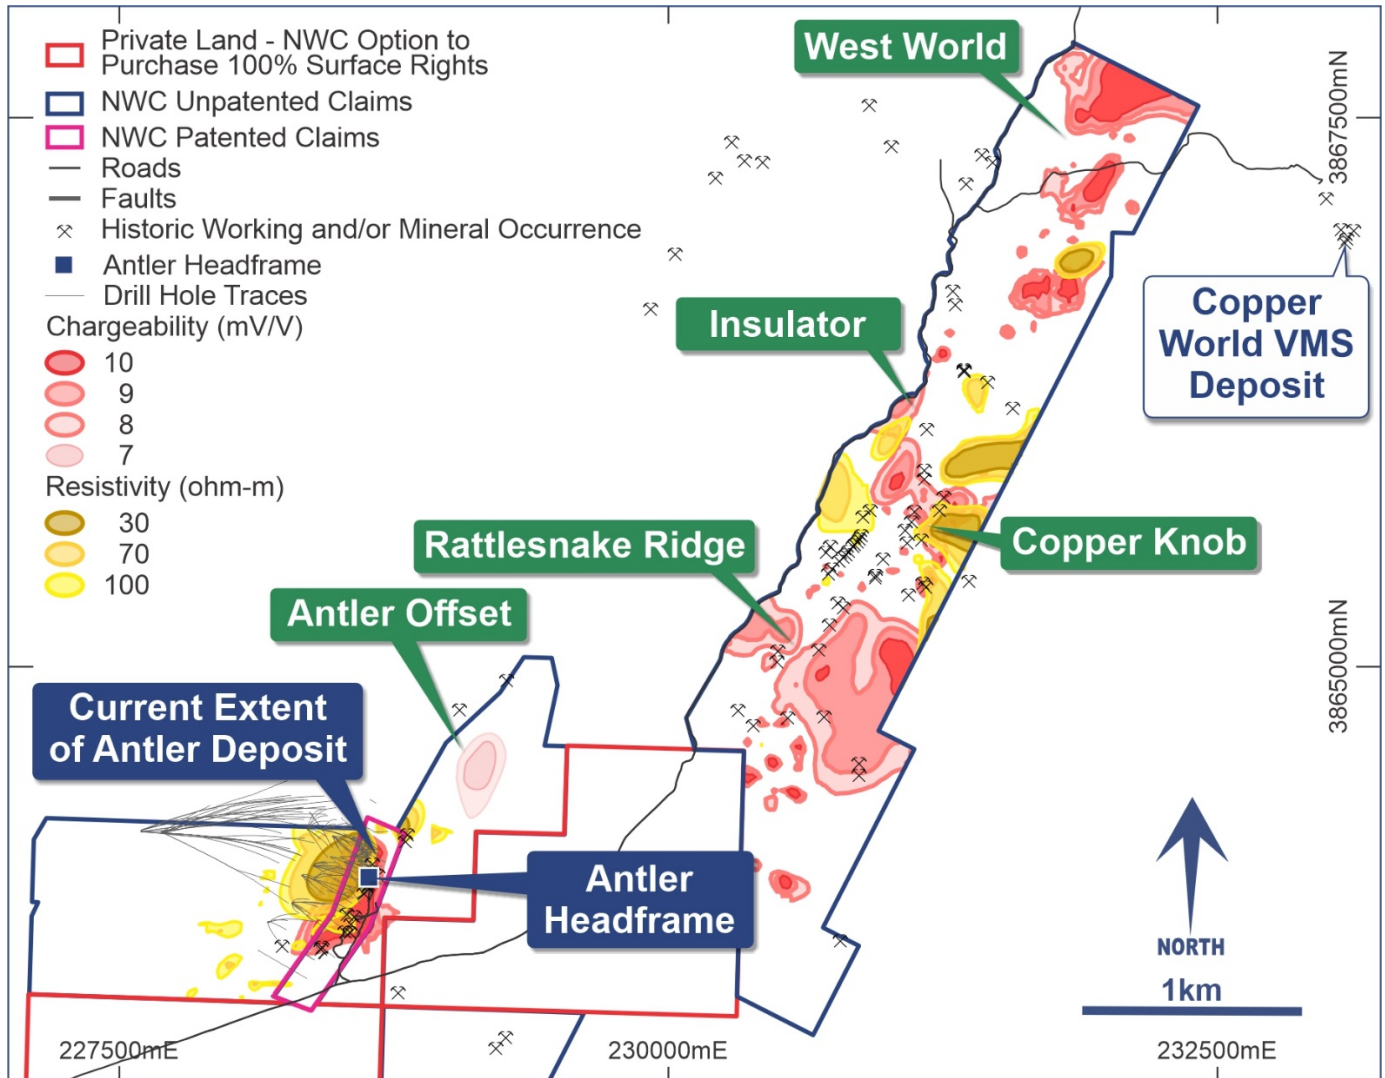 Private Land - NWC Option to
Purchase 100% Surface Rights
NWC Unpatented Claims
NWC Patented Claims
Roads
Faults
Historic Working and/or Mineral Occurrence
Antler Headframe
Drill Hole Traces
Chargeability (mV/V)
10
9
8
7
Resistivity (ohm-m)
30
70
100
West World
3867500mN
Insulator
Copper
World VMS
Deposit
Rattlesnake Ridge
Copper Knob
Antler Offset
3865000mN
Current Extent
of Antler Deposit
Antler
Headframe
NORTH
1km
227500mE
230000mE
232500mE